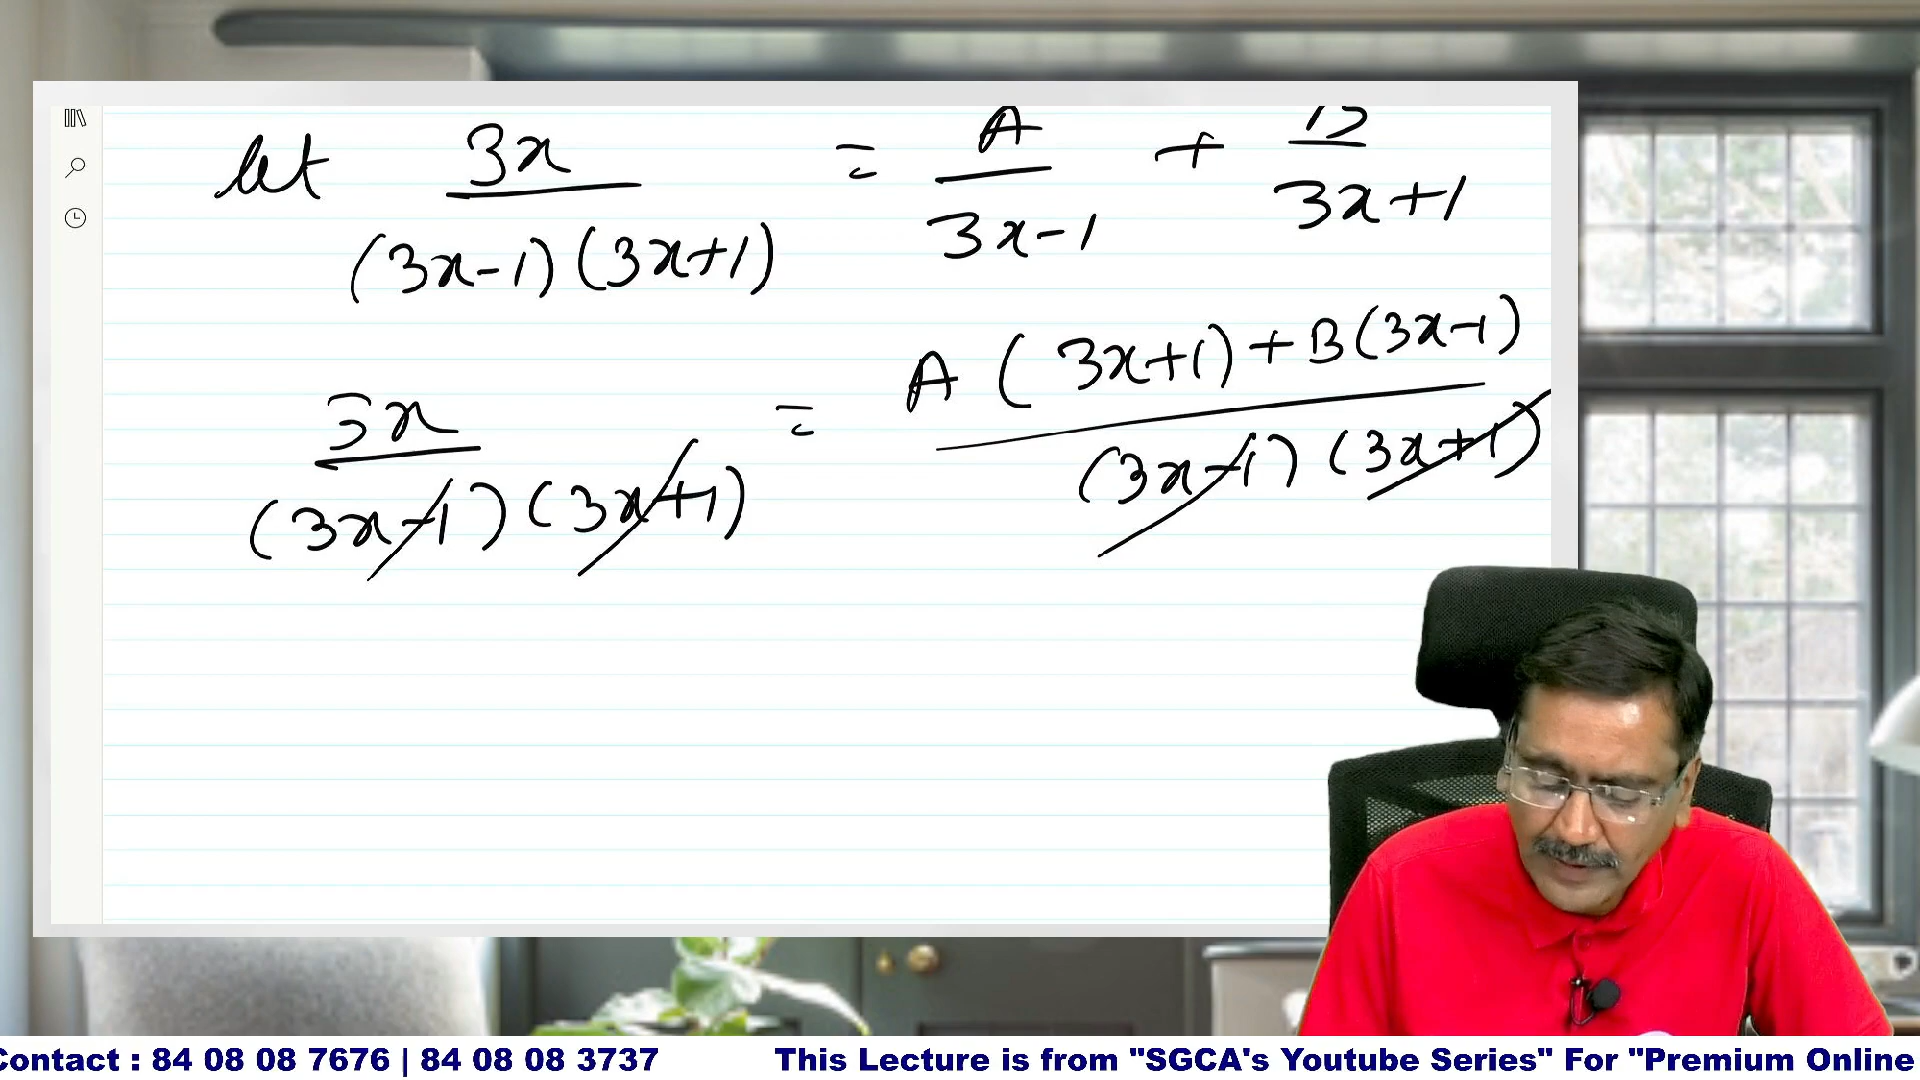 let 3x/((3x-1)(3x+1)) = A/(3x-1) + B/(3x+1)
3x/((3x-1)(3x+1)) = (A(3x+1)+B(3x-1))/((3x-1)(3x+1))
Contact : 84 08 08 7676 | 84 08 08 3737 This Lecture is from "SGCA's Youtube Series" For "Premium Online